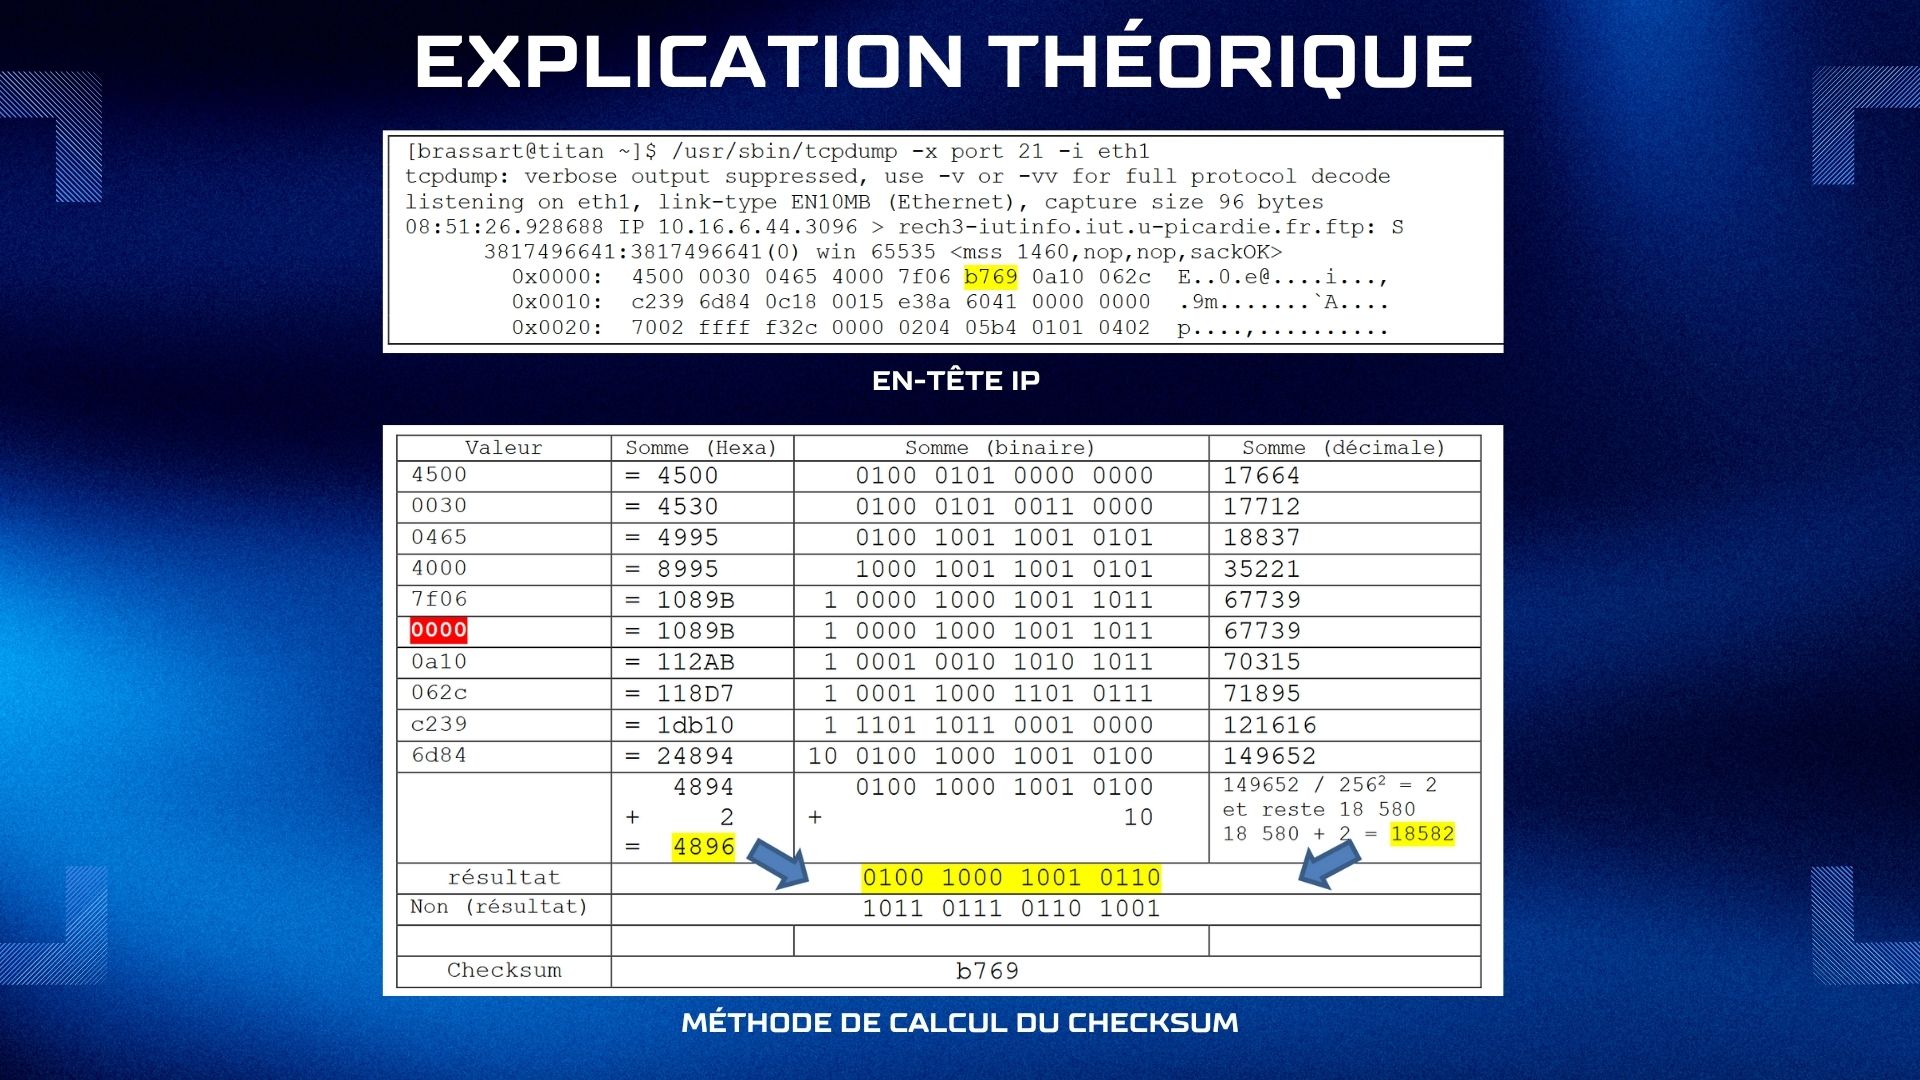 EXPLICATION THÉORIQUE
[brassart@titan ~]$ /usr/sbin/tcpdump -x port 21 -i eth1
tcpdump: verbose output suppressed, use -v or -vv for full protocol decode
listening on eth1, link-type EN10MB (Ethernet), capture size 96 bytes
08:51:26.928688 IP 10.16.6.44.3096 > rech3-iutinfo.iut.u-picardie.fr.ftp: S
3817496641:3817496641(0) win 65535 <mss 1460,nop,nop,sackOK>
0x0000: 4500 0030 0465 4000 7f06 b769 0a10 062c E..0.e@....i...,
0x0010: c239 6d84 0c18 0015 e38a 6041 0000 0000 .9m.......`A....
0x0020: 7002 ffff f32c 0000 0204 05b4 0101 0402 p....,..........
EN-TÊTE IP
Valeur Somme (Hexa) Somme (binaire) Somme (décimale)
4500 = 4500 0100 0101 0000 0000 17664
0030 = 4530 0100 0101 0011 0000 17712
0465 = 4995 0100 1001 1001 0101 18837
4000 = 8995 1000 1001 1001 0101 35221
7f06 = 1089B 1 0000 1000 1001 1011 67739
0000 = 1089B 1 0000 1000 1001 1011 67739
0a10 = 112AB 1 0001 0010 1010 1011 70315
062c = 118D7 1 0001 1000 1101 0111 71895
c239 = 1db10 1 1101 1011 0001 0000 121616
6d84 = 24894 10 0100 1000 1001 0100 149652
4894 0100 1000 1001 0100 149652 / 256² = 2
et reste 18 580
+ 2 + 10
18 580 + 2 = 18582
= 4896
résultat 0100 1000 1001 0110
Non (résultat) 1011 0111 0110 1001
Checksum b769
MÉTHODE DE CALCUL DU CHECKSUM